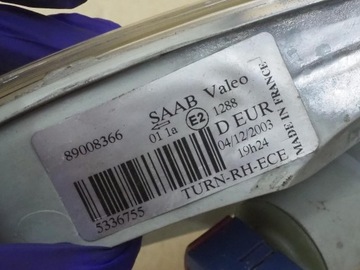 89008366
SAAB Valeo
01 1a E2 1288
D EUR
04/12/2003
19h24
5336755
TURN-RH-ECE
MADE IN FRANCE